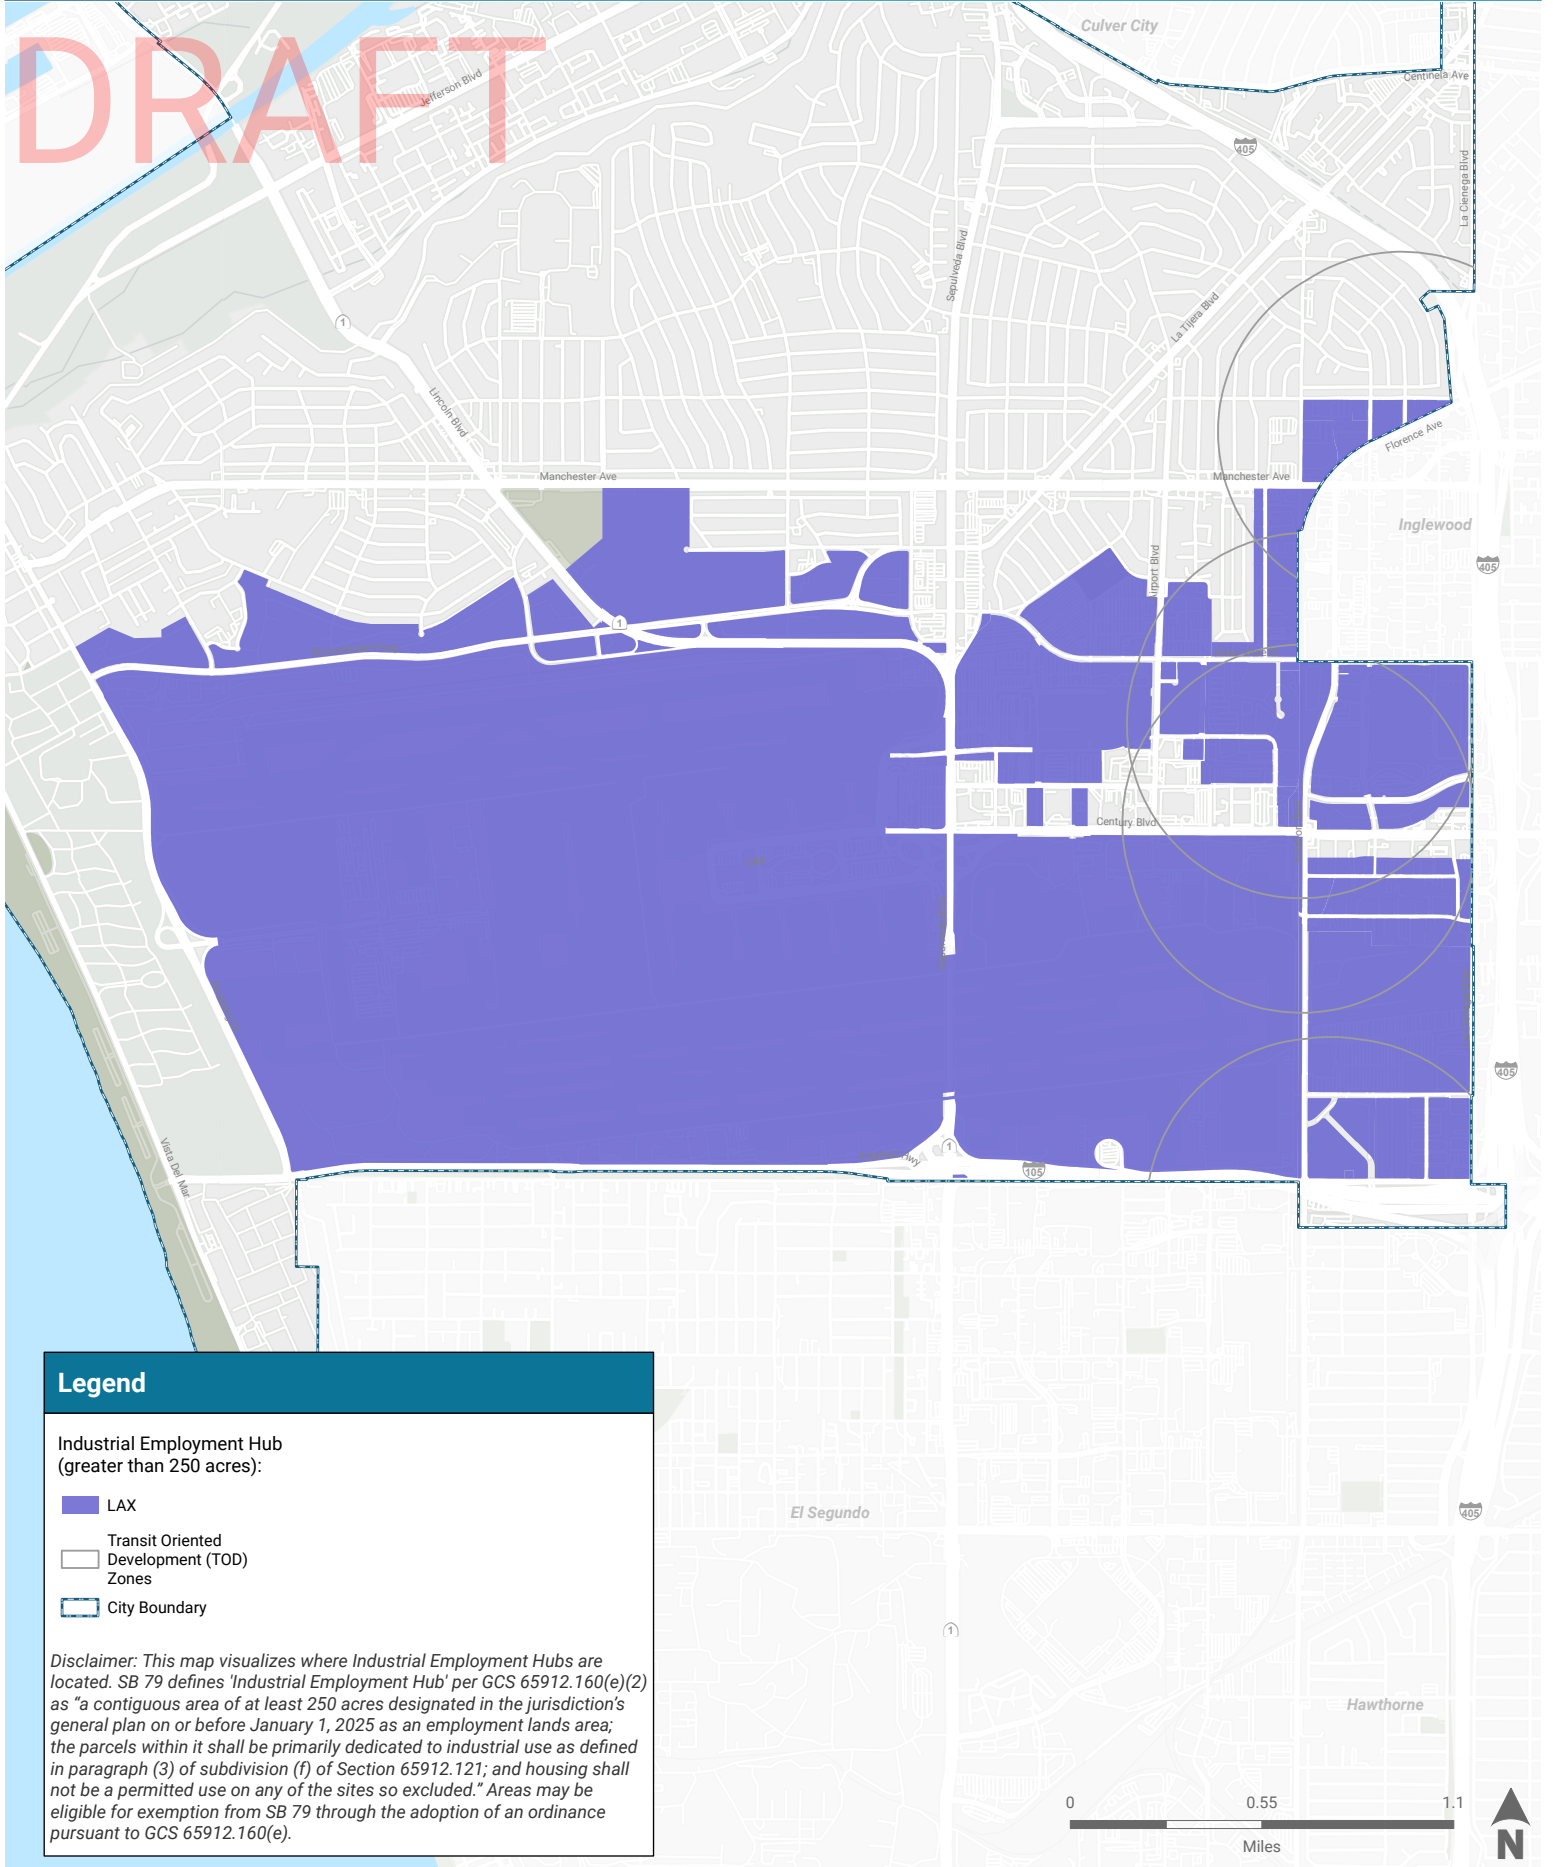 DRAFT
Culver City
Centinela Ave
Jefferson Blvd
405
La Cienega Blvd
Sepulveda Blvd
La Tijera Blvd
1
Lincoln Blvd
Florence Ave
Manchester Ave
Manchester Ave
Inglewood
405
Airport Blvd
1
Century Blvd
LAX
405
Vista Del Mar
1
Hwy
105
El Segundo
405
1
Hawthorne
Legend
Industrial Employment Hub
(greater than 250 acres):
LAX
Transit Oriented
Development (TOD)
Zones
City Boundary
Disclaimer: This map visualizes where Industrial Employment Hubs are
located. SB 79 defines 'Industrial Employment Hub' per GCS 65912.160(e)(2)
as “a contiguous area of at least 250 acres designated in the jurisdiction’s
general plan on or before January 1, 2025 as an employment lands area;
the parcels within it shall be primarily dedicated to industrial use as defined
in paragraph (3) of subdivision (f) of Section 65912.121; and housing shall
not be a permitted use on any of the sites so excluded.” Areas may be
eligible for exemption from SB 79 through the adoption of an ordinance
pursuant to GCS 65912.160(e).
0 0.55 1.1
Miles
N